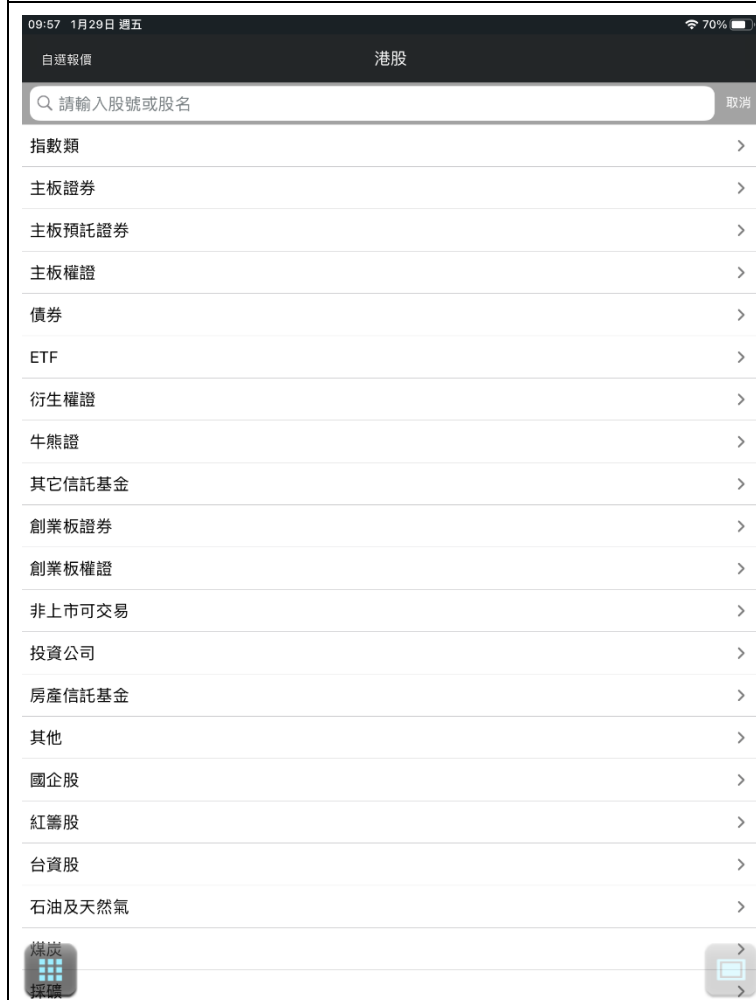 09:57 1月29日 週五 70%
自選報價 港股
請輸入股號或股名 取消
指數類
主板證券
主板預託證券
主板權證
債券
ETF
衍生權證
牛熊證
其它信託基金
創業板證券
創業板權證
非上市可交易
投資公司
房產信託基金
其他
國企股
紅籌股
台資股
石油及天然氣
煤炭
採礦